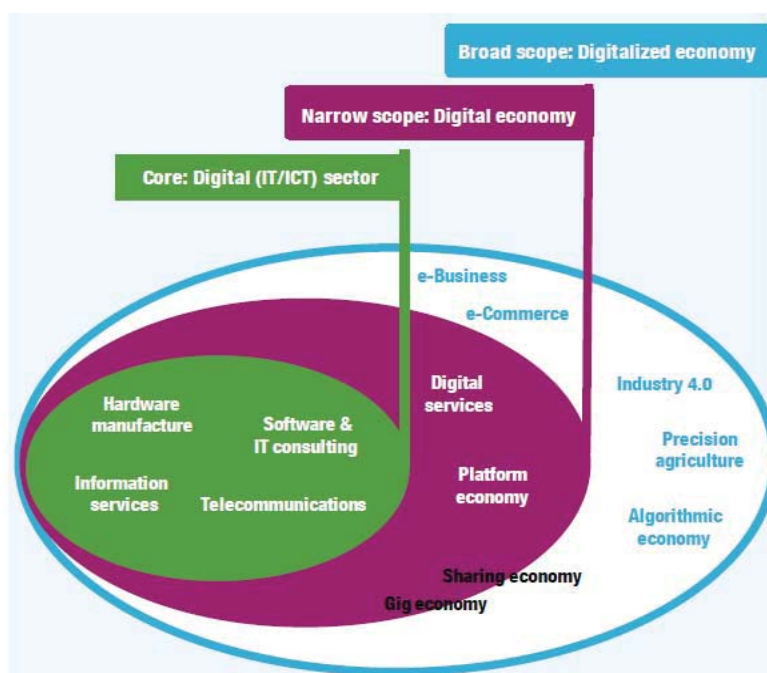 Broad scope: Digitalized economy
Narrow scope: Digital economy
Core: Digital (IT/ICT) sector
e-Business
e-Commerce
Digital
services
Industry 4.0
Hardware
manufacture
Software &
IT consulting
Precision
agriculture
Information
services
Telecommunications
Platform
economy
Algorithmic
economy
Sharing economy
Gig economy